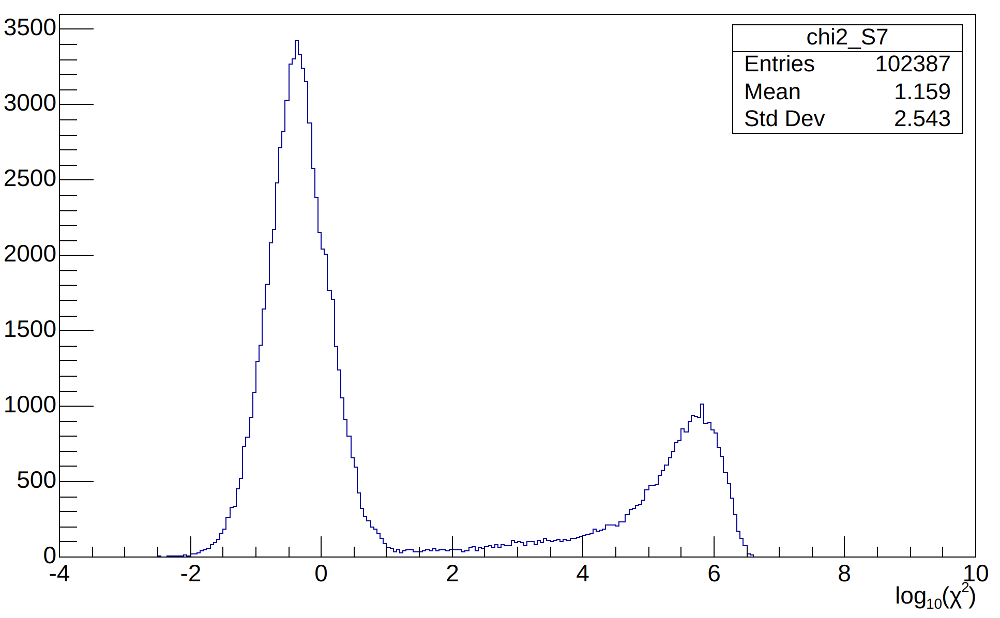 chi2_S7
Entries 102387
Mean 1.159
Std Dev 2.543
3500
3000
2500
2000
1500
1000
500
0
-4 -2 0 2 4 6 8 10
log₁₀(χ²)